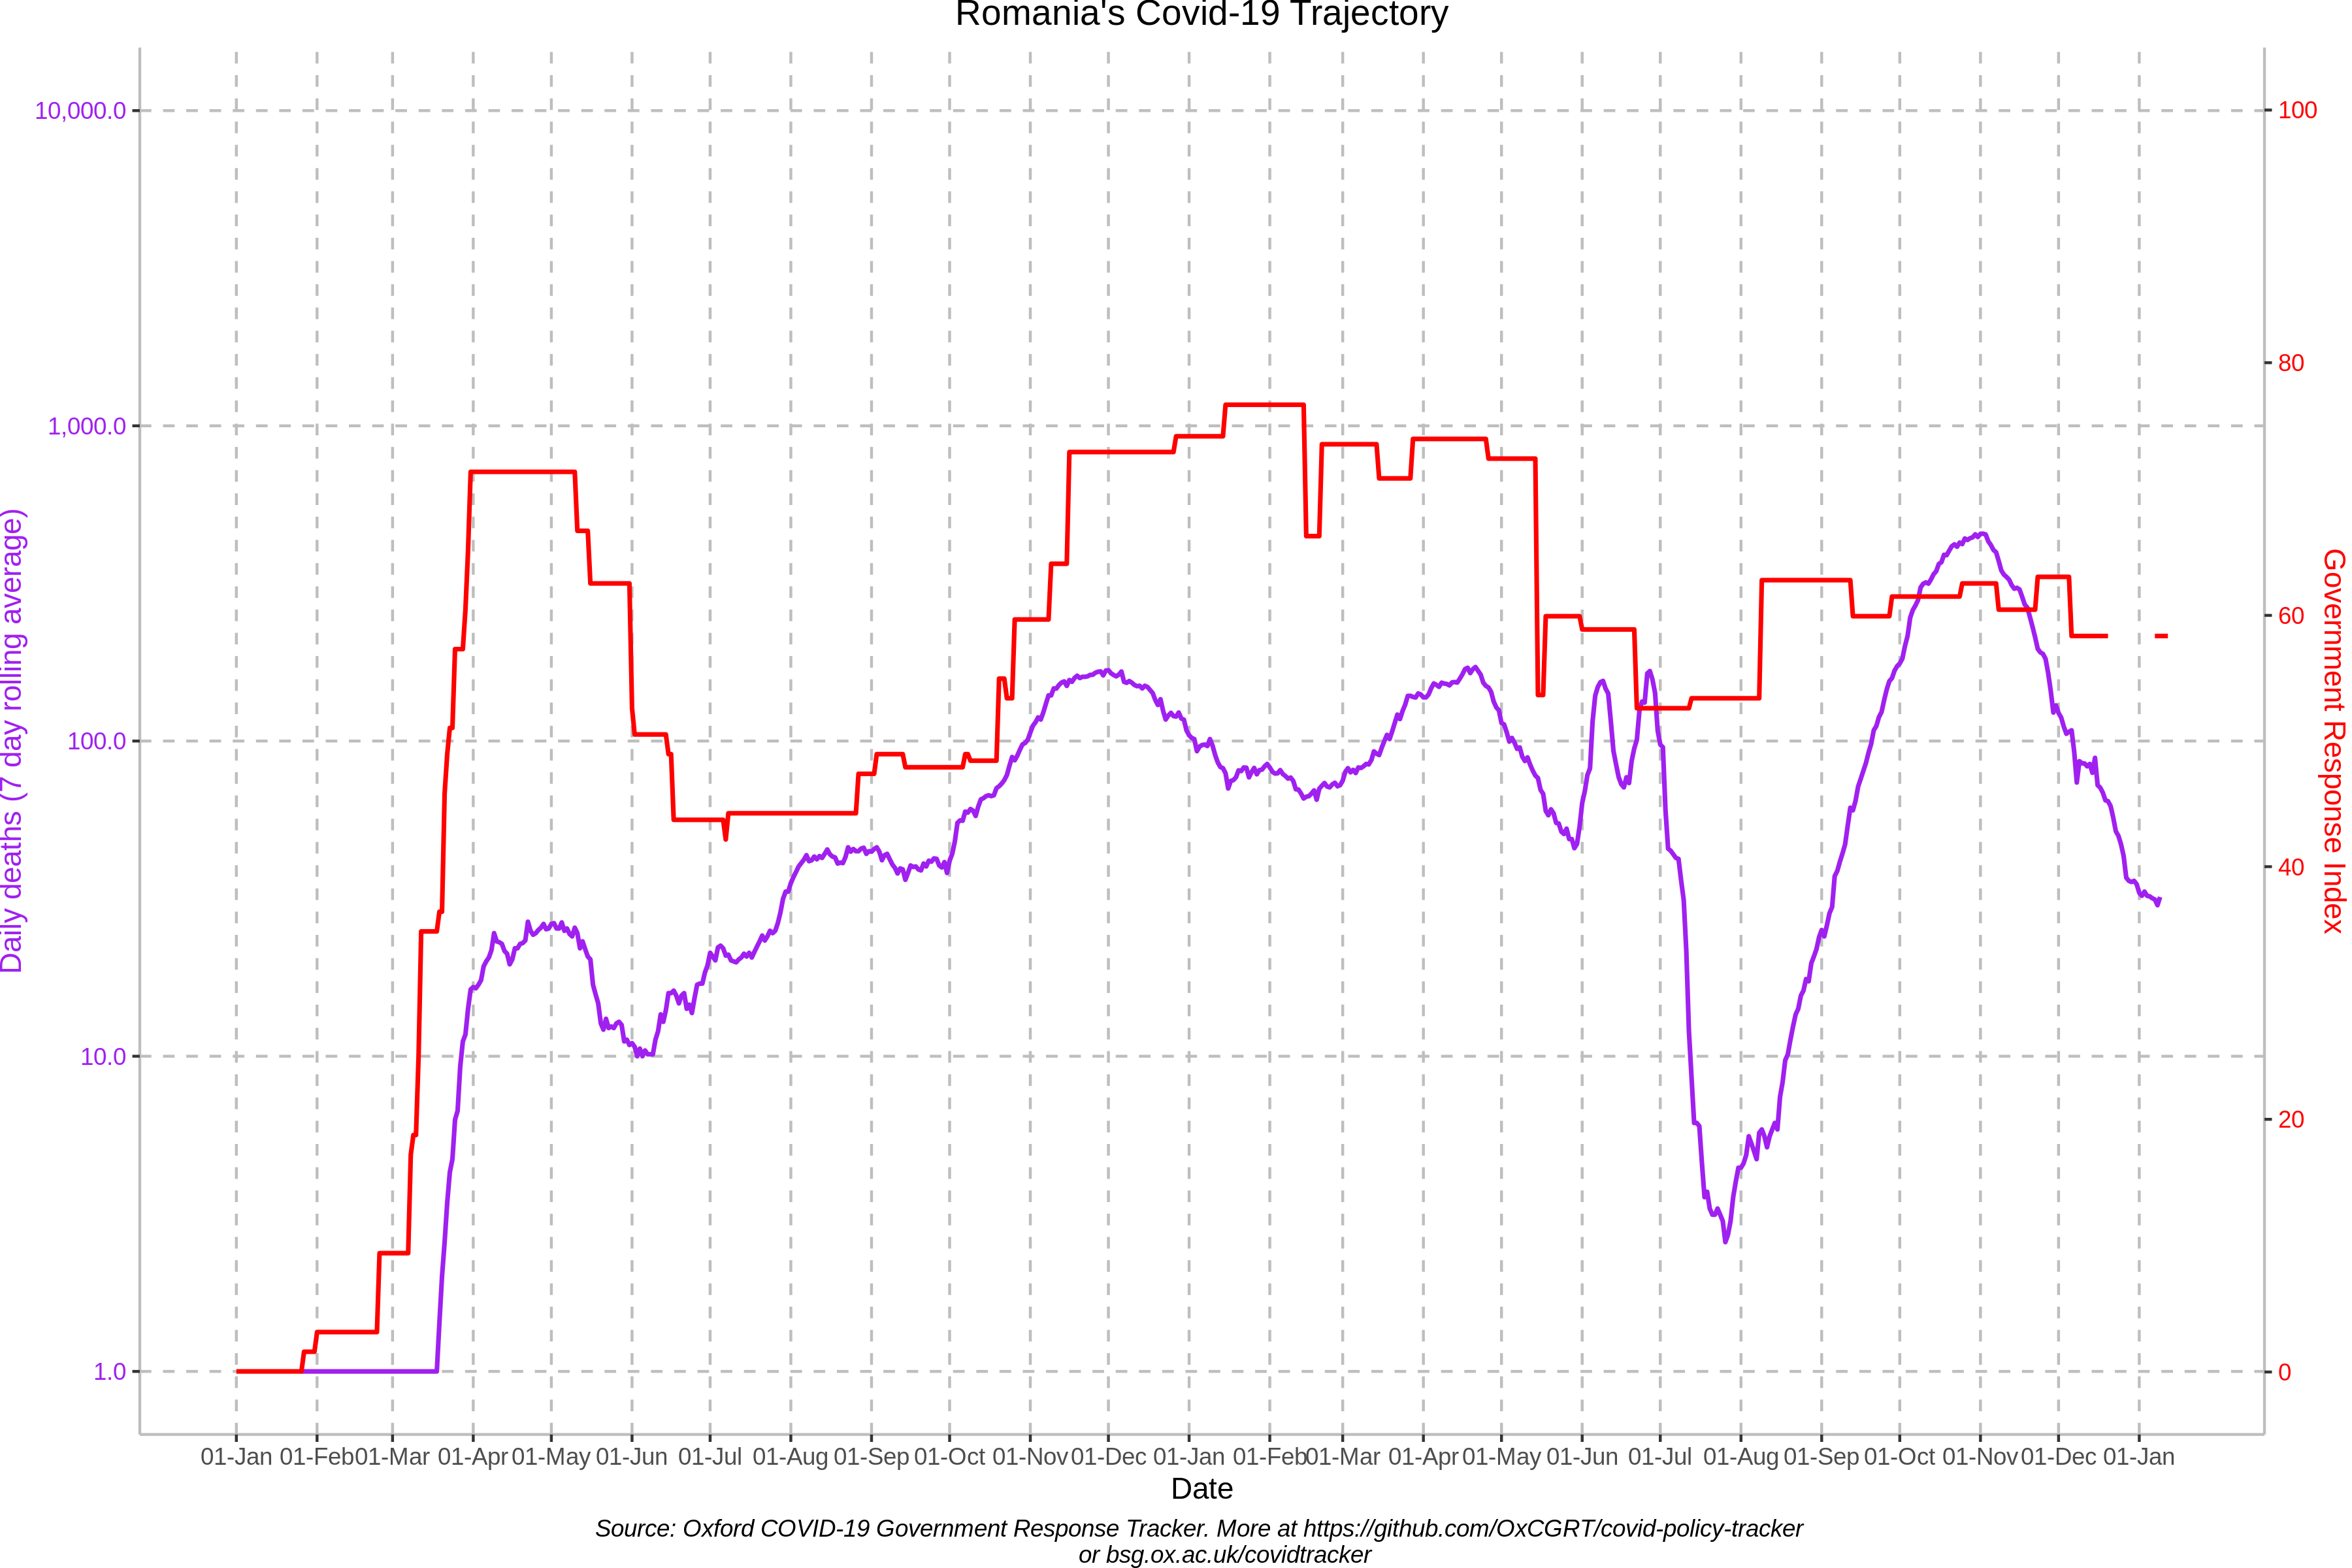 Romania's Covid-19 Trajectory
10,000.0
1,000.0
100.0
10.0
1.0
Daily deaths (7 day rolling average)
100
80
60
40
20
0
Government Response Index
01-Jan 01-Feb 01-Mar 01-Apr 01-May 01-Jun 01-Jul 01-Aug 01-Sep 01-Oct 01-Nov 01-Dec 01-Jan 01-Feb 01-Mar 01-Apr 01-May 01-Jun 01-Jul 01-Aug 01-Sep 01-Oct 01-Nov 01-Dec 01-Jan
Date
Source: Oxford COVID-19 Government Response Tracker. More at https://github.com/OxCGRT/covid-policy-tracker
or bsg.ox.ac.uk/covidtracker